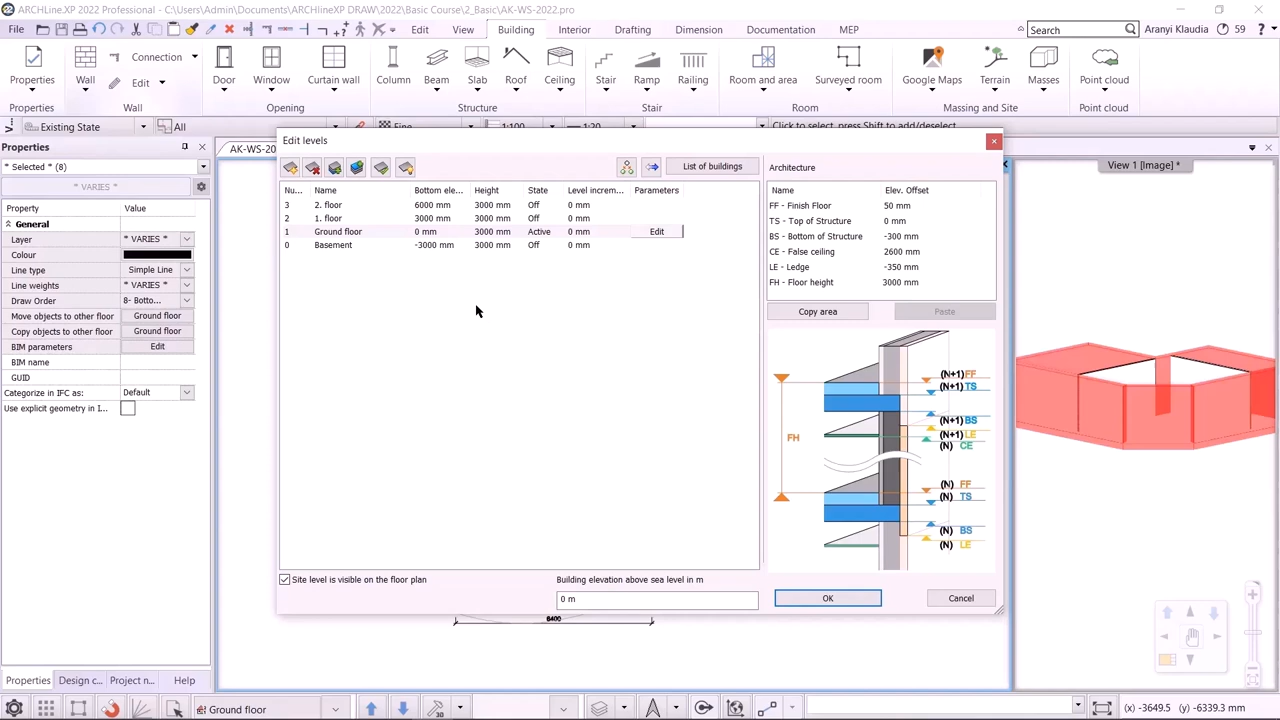 ARCHLine.XP 2022 Professional - C:\Users\Admin\Documents\ARCHlineXP DRAW\2022\Basic Course\2_Basic\AK-WS-2022.pro
File Edit View Building Interior Drafting Dimension Documentation MEP Search Aranyi Klaudia 59
Properties Wall Connection Edit Door Window Curtain wall Column Beam Slab Roof Ceiling Stair Ramp Railing Room and area Surveyed room Google Maps Terrain Masses Point cloud
Properties Wall Opening Structure Stair Room Massing and Site Point cloud
Existing State All Fine 1:100 1:20 Click to select, press Shift to add/deselect
Properties
* Selected * (8)
* VARIES *
Property Value
General
Layer * VARIES *
Colour
Line type Simple Line
Line weights * VARIES *
Draw Order 8- Botto...
Move objects to other floor Ground floor
Copy objects to other floor Ground floor
BIM parameters Edit
BIM name
GUID
Categorize in IFC as: Default
Use explicit geometry in I...
Properties Design c... Project n... Help
AK-WS-20
Edit levels
List of buildings
Nu... Name Bottom ele... Height State Level increm... Parameters
3 2. floor 6000 mm 3000 mm Off 0 mm
2 1. floor 3000 mm 3000 mm Off 0 mm
1 Ground floor 0 mm 3000 mm Active 0 mm Edit
0 Basement -3000 mm 3000 mm Off 0 mm
Site level is visible on the floor plan
Building elevation above sea level in m
0 m
Architecture
Name Elev. Offset
FF - Finish Floor 50 mm
TS - Top of Structure 0 mm
BS - Bottom of Structure -300 mm
CE - False ceiling 2600 mm
LE - Ledge -350 mm
FH - Floor height 3000 mm
Copy area Paste
(N+1) FF
(N+1) TS
(N+1) BS
(N+1) LE
(N) CE
FH
(N) FF
(N) TS
(N) BS
(N) LE
OK Cancel
View 1 [Image] *
6400
Ground floor
30
(x) -3649.5 (y) -6339.3 mm